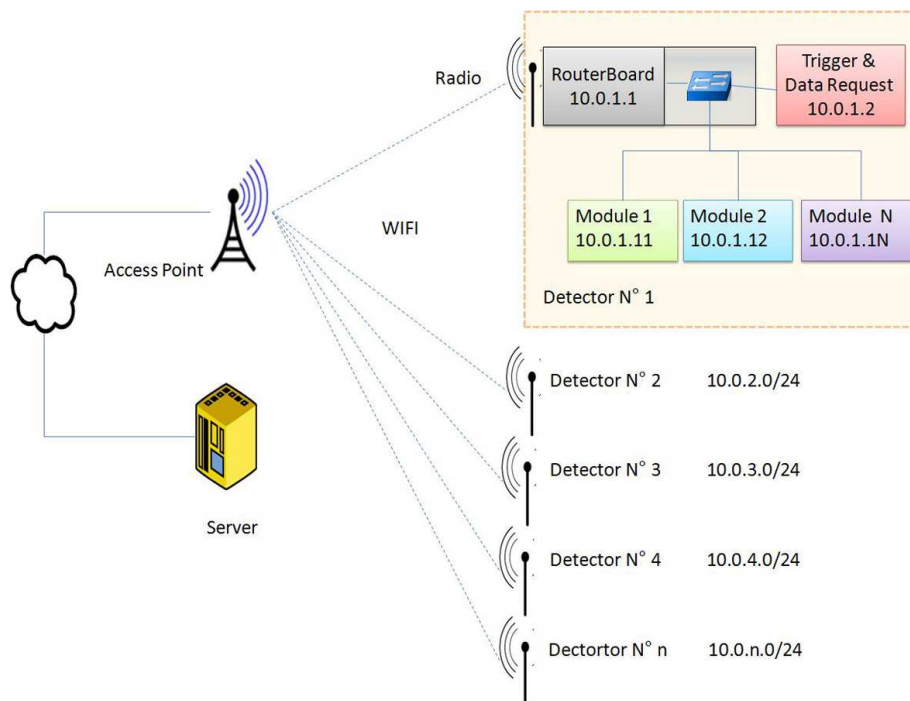 Radio
RouterBoard
10.0.1.1
Trigger &
Data Request
10.0.1.2
Module 1
10.0.1.11
Module 2
10.0.1.12
Module N
10.0.1.1N
Detector N° 1
WIFI
Access Point
Detector N° 2 10.0.2.0/24
Detector N° 3 10.0.3.0/24
Server
Detector N° 4 10.0.4.0/24
Dectortor N° n 10.0.n.0/24